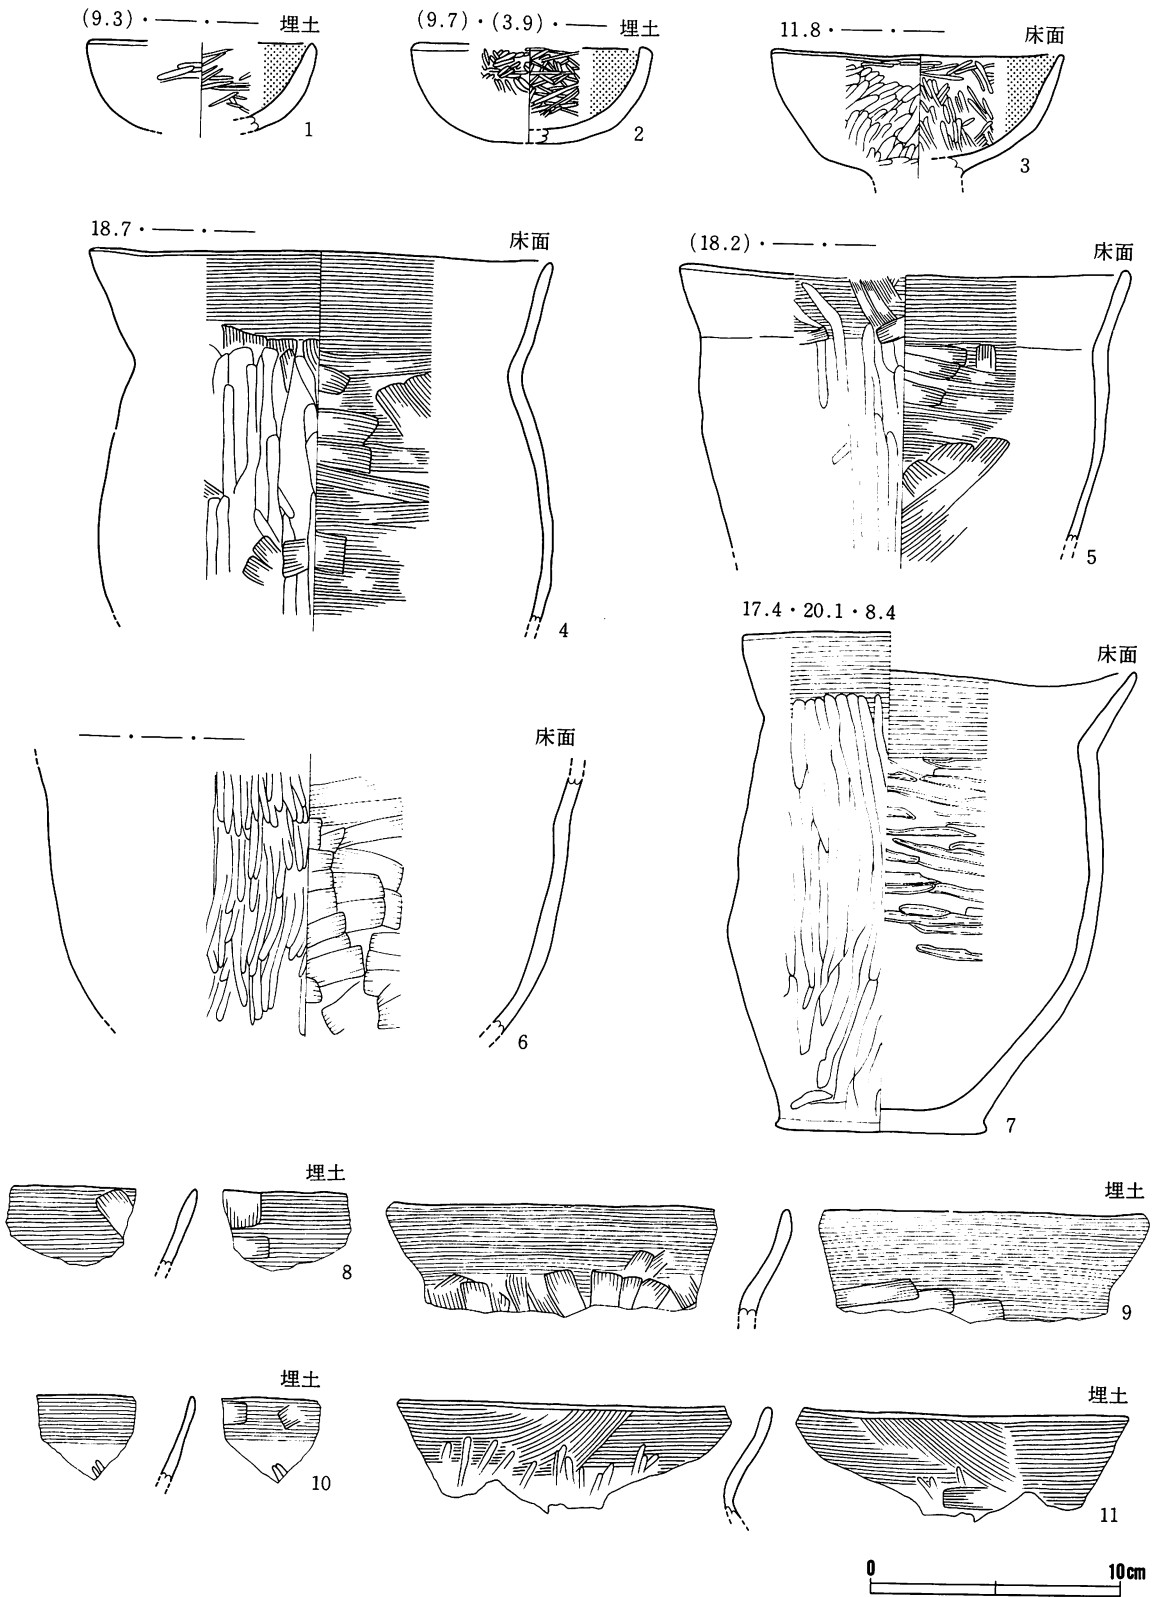 (9.3)・―・― 埋土
1
(9.7)・(3.9)・― 埋土
2
11.8・―・― 床面
3
18.7・―・― 床面
4
(18.2)・―・― 床面
5
―・―・― 床面
6
17.4・20.1・8.4
床面
7
埋土
8
埋土
9
埋土
10
埋土
11
0 10cm